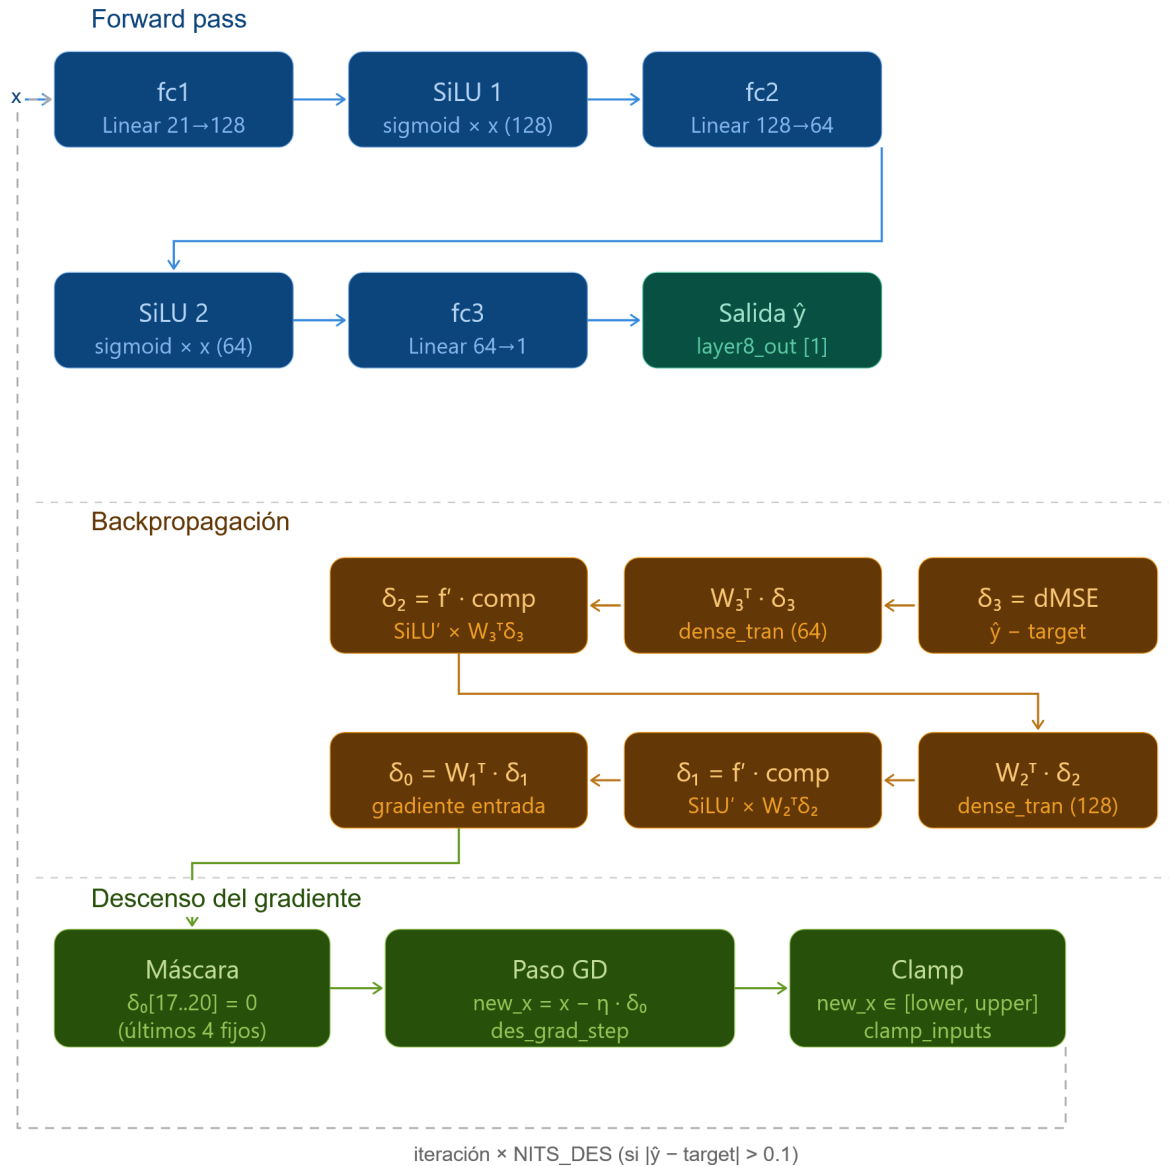 Forward pass
x
fc1
Linear 21→128
SiLU 1
sigmoid × x (128)
fc2
Linear 128→64
SiLU 2
sigmoid × x (64)
fc3
Linear 64→1
Salida ŷ
layer8_out [1]
Backpropagación
δ₂ = f′ · comp
SiLU′ × W₃ᵀδ₃
W₃ᵀ · δ₃
dense_tran (64)
δ₃ = dMSE
ŷ − target
δ₀ = W₁ᵀ · δ₁
gradiente entrada
δ₁ = f′ · comp
SiLU′ × W₂ᵀδ₂
W₂ᵀ · δ₂
dense_tran (128)
Descenso del gradiente
Máscara
δ₀[17..20] = 0
(últimos 4 fijos)
Paso GD
new_x = x − η · δ₀
des_grad_step
Clamp
new_x ∈ [lower, upper]
clamp_inputs
iteración × NITS_DES (si |ŷ − target| > 0.1)